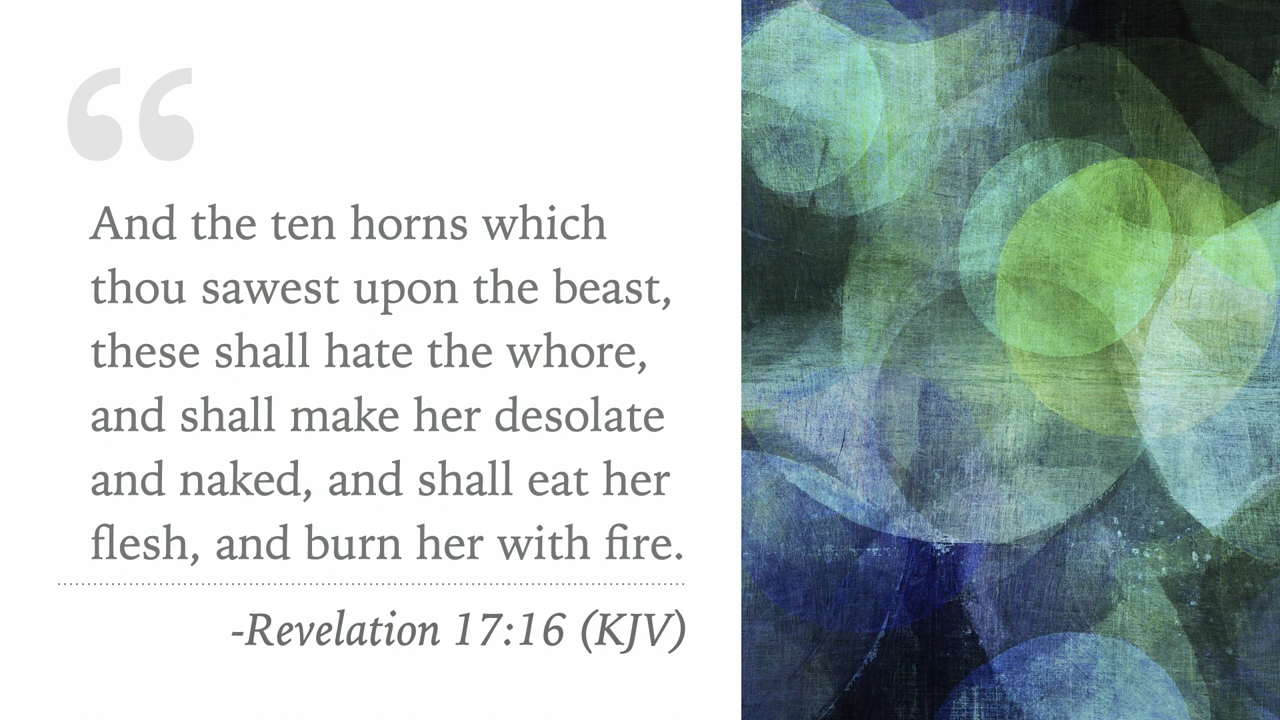 “
And the ten horns which
thou sawest upon the beast,
these shall hate the whore,
and shall make her desolate
and naked, and shall eat her
flesh, and burn her with fire.
-Revelation 17:16 (KJV)